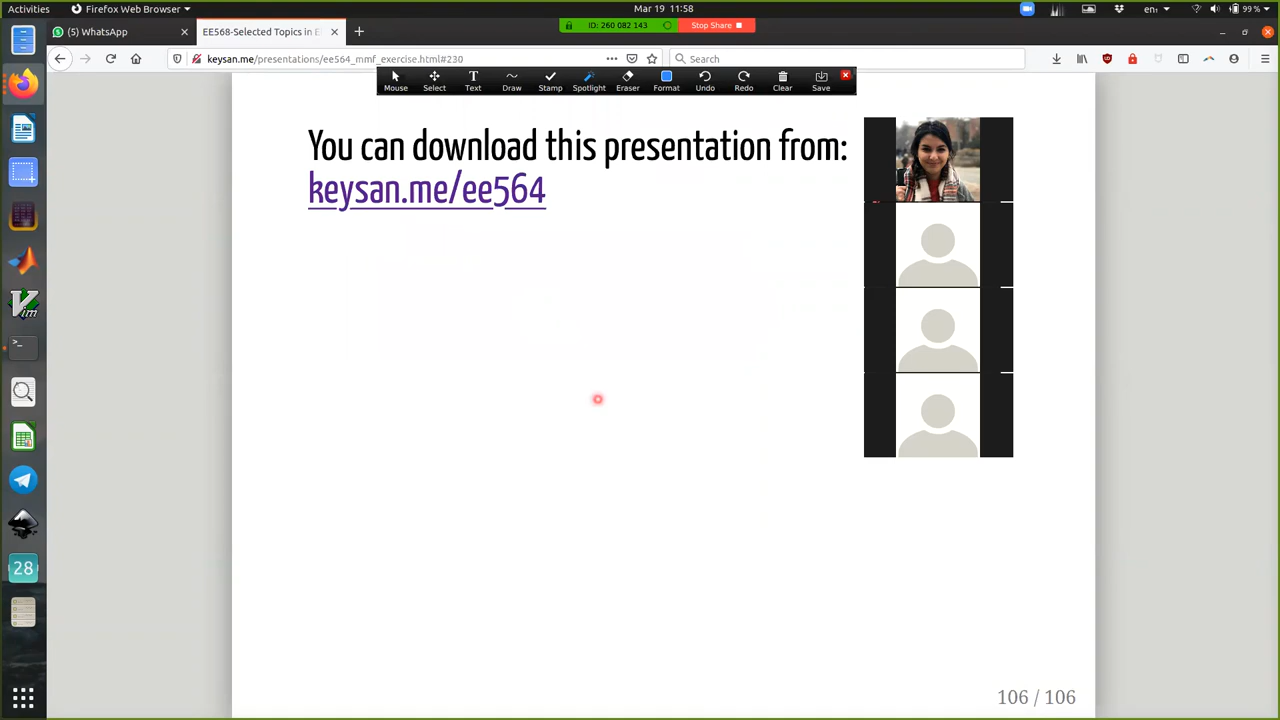 Activities
Firefox Web Browser
Mar 19 11:58
en
99 %
(5) WhatsApp
EE568-Selected Topics in E
ID: 260 082 143
Stop Share
keysan.me/presentations/ee564_mmf_exercise.html#230
Search
Mouse
Select
Text
Draw
Stamp
Spotlight
Eraser
Format
Undo
Redo
Clear
Save
You can download this presentation from:
keysan.me/ee564
28
106 / 106